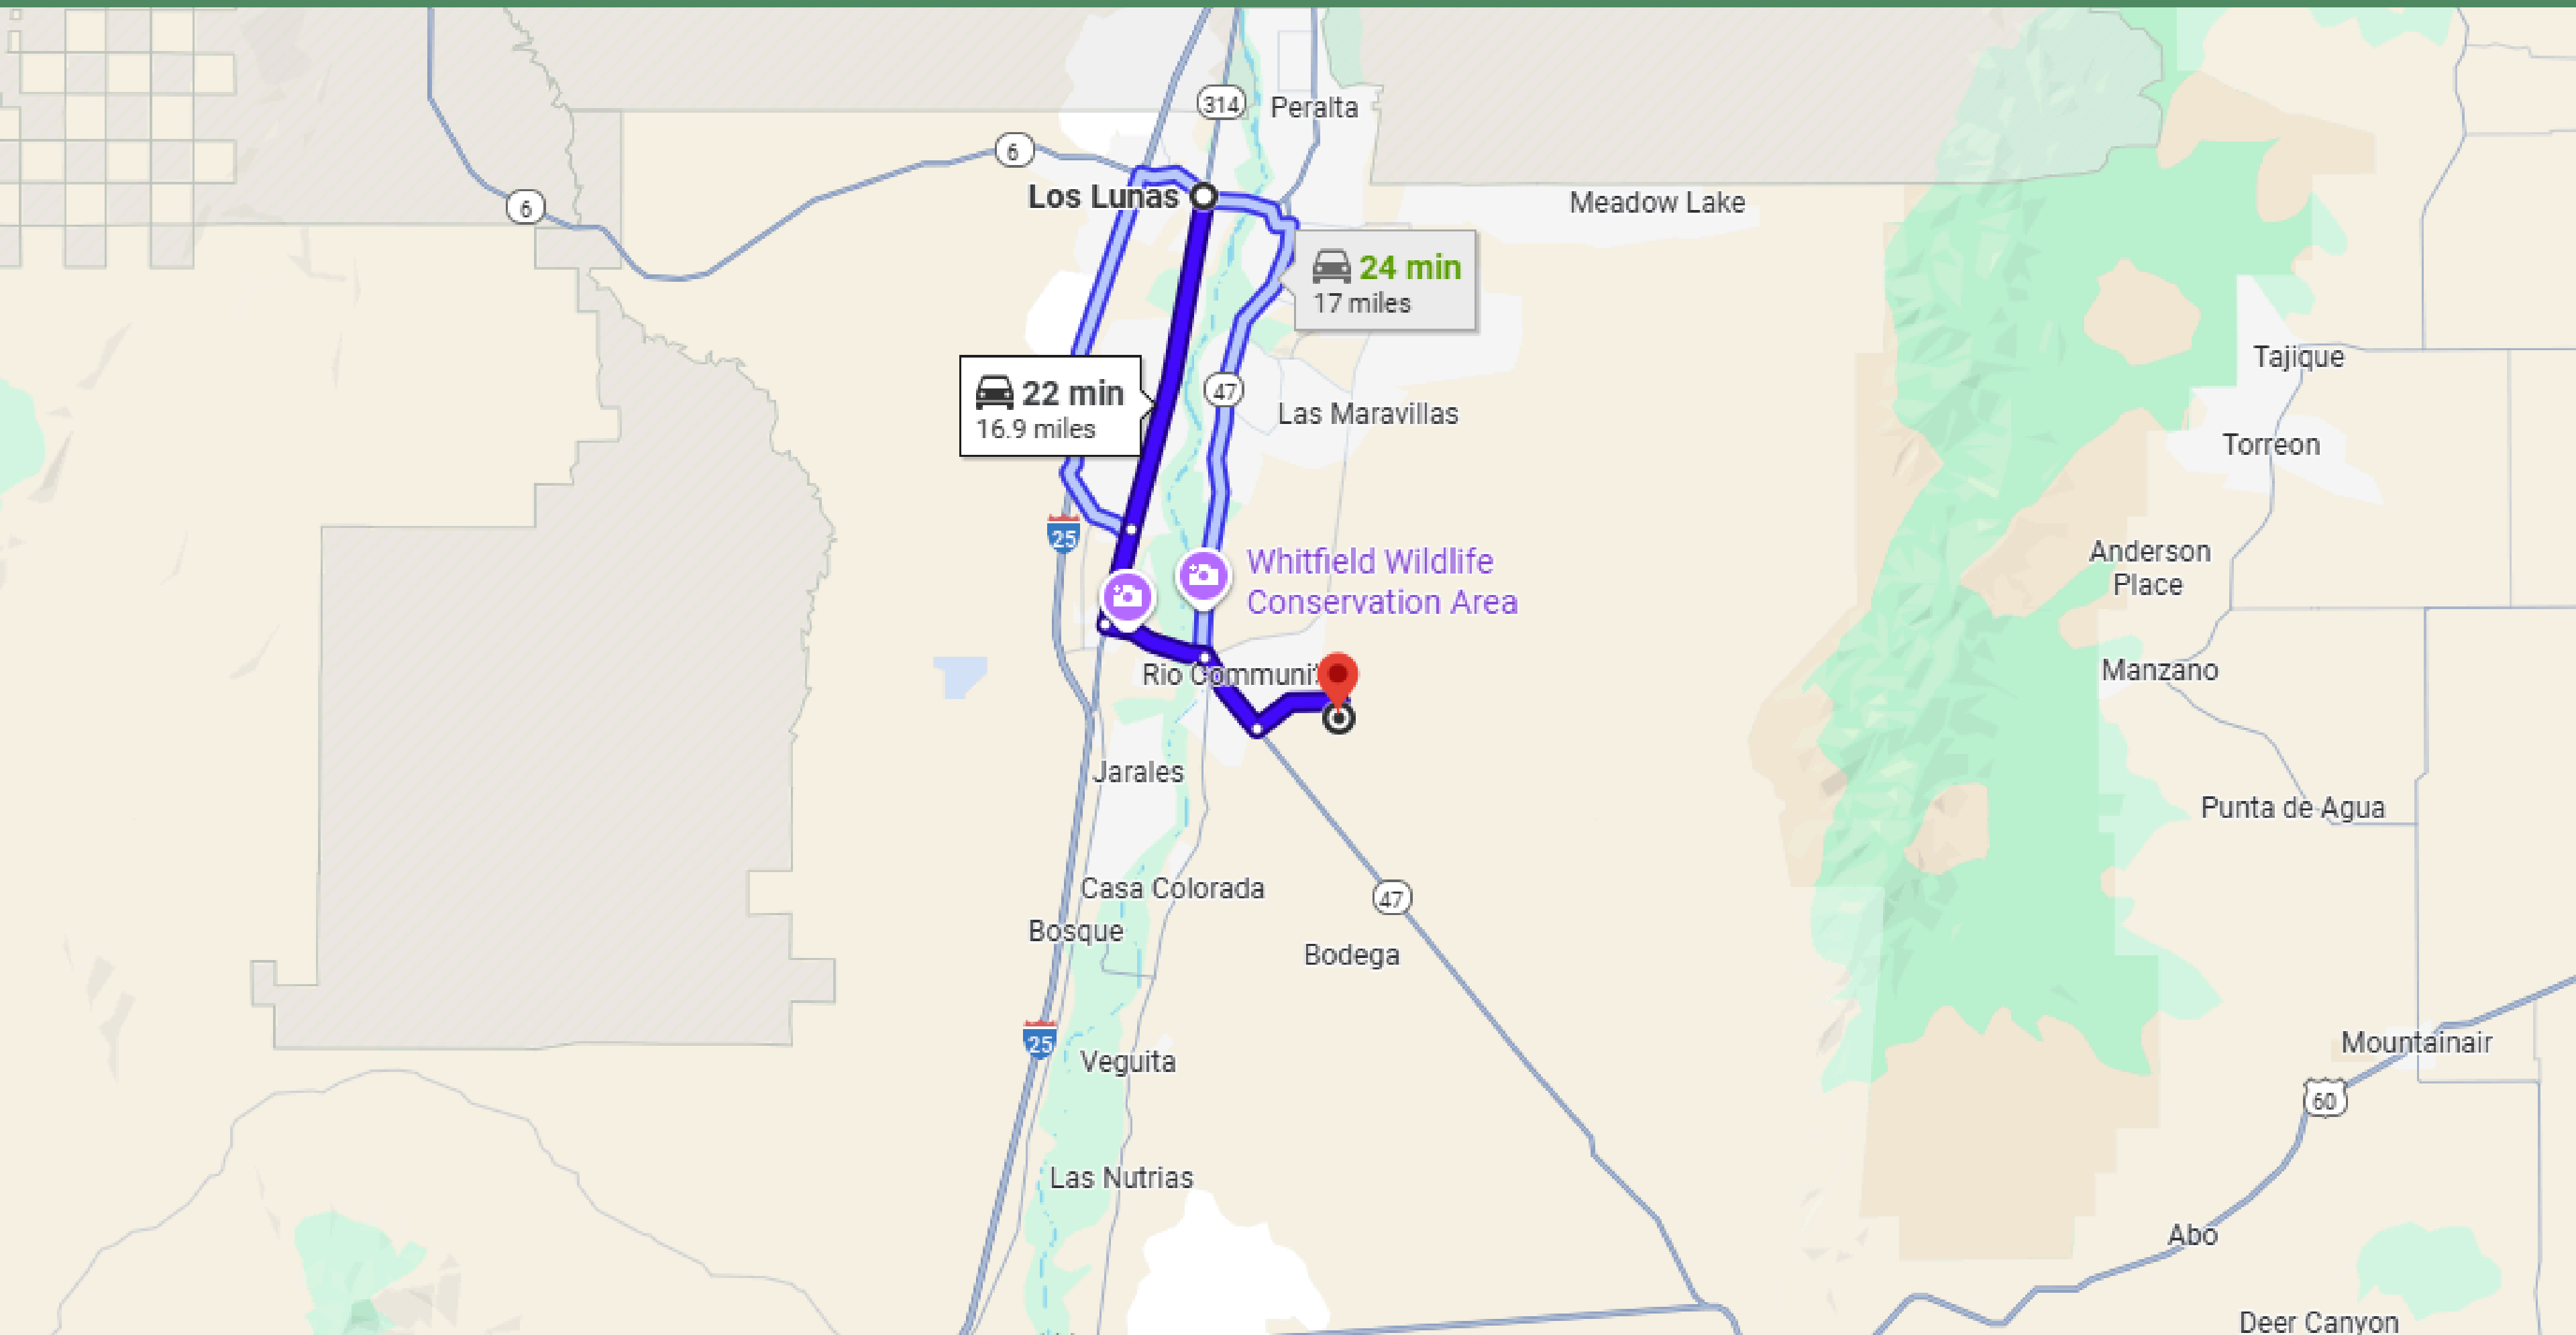 314
Peralta
6
6
Los Lunas
Meadow Lake
24 min
17 miles
Tajique
22 min
16.9 miles
47
Las Maravillas
Torreon
25
Whitfield Wildlife
Conservation Area
Anderson
Place
Rio Communi
Manzano
Jarales
Punta de Agua
Casa Colorada
47
Bosque
Bodega
25
Veguita
Mountainair
60
Las Nutrias
Abo
Deer Canyon